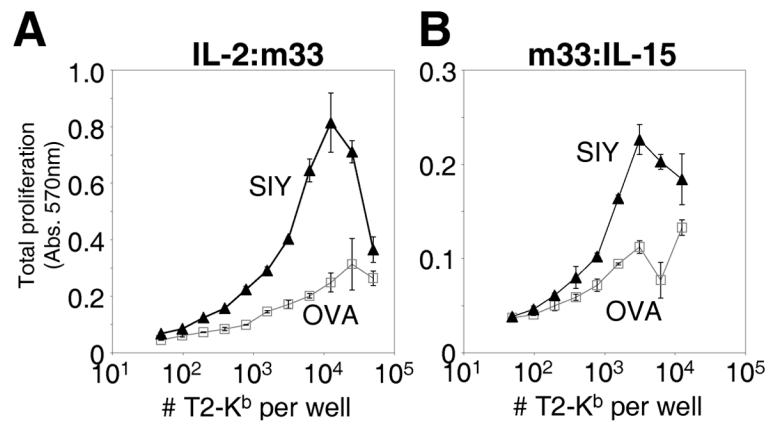 A
IL-2:m33
Total proliferation
(Abs. 570nm)
1.0
0.8
0.6
0.4
0.2
0
SIY
OVA
10¹ 10² 10³ 10⁴ 10⁵
# T2-Kᵇ per well
B
m33:IL-15
0.3
0.2
0.1
0
SIY
OVA
10¹ 10² 10³ 10⁴ 10⁵
# T2-Kᵇ per well